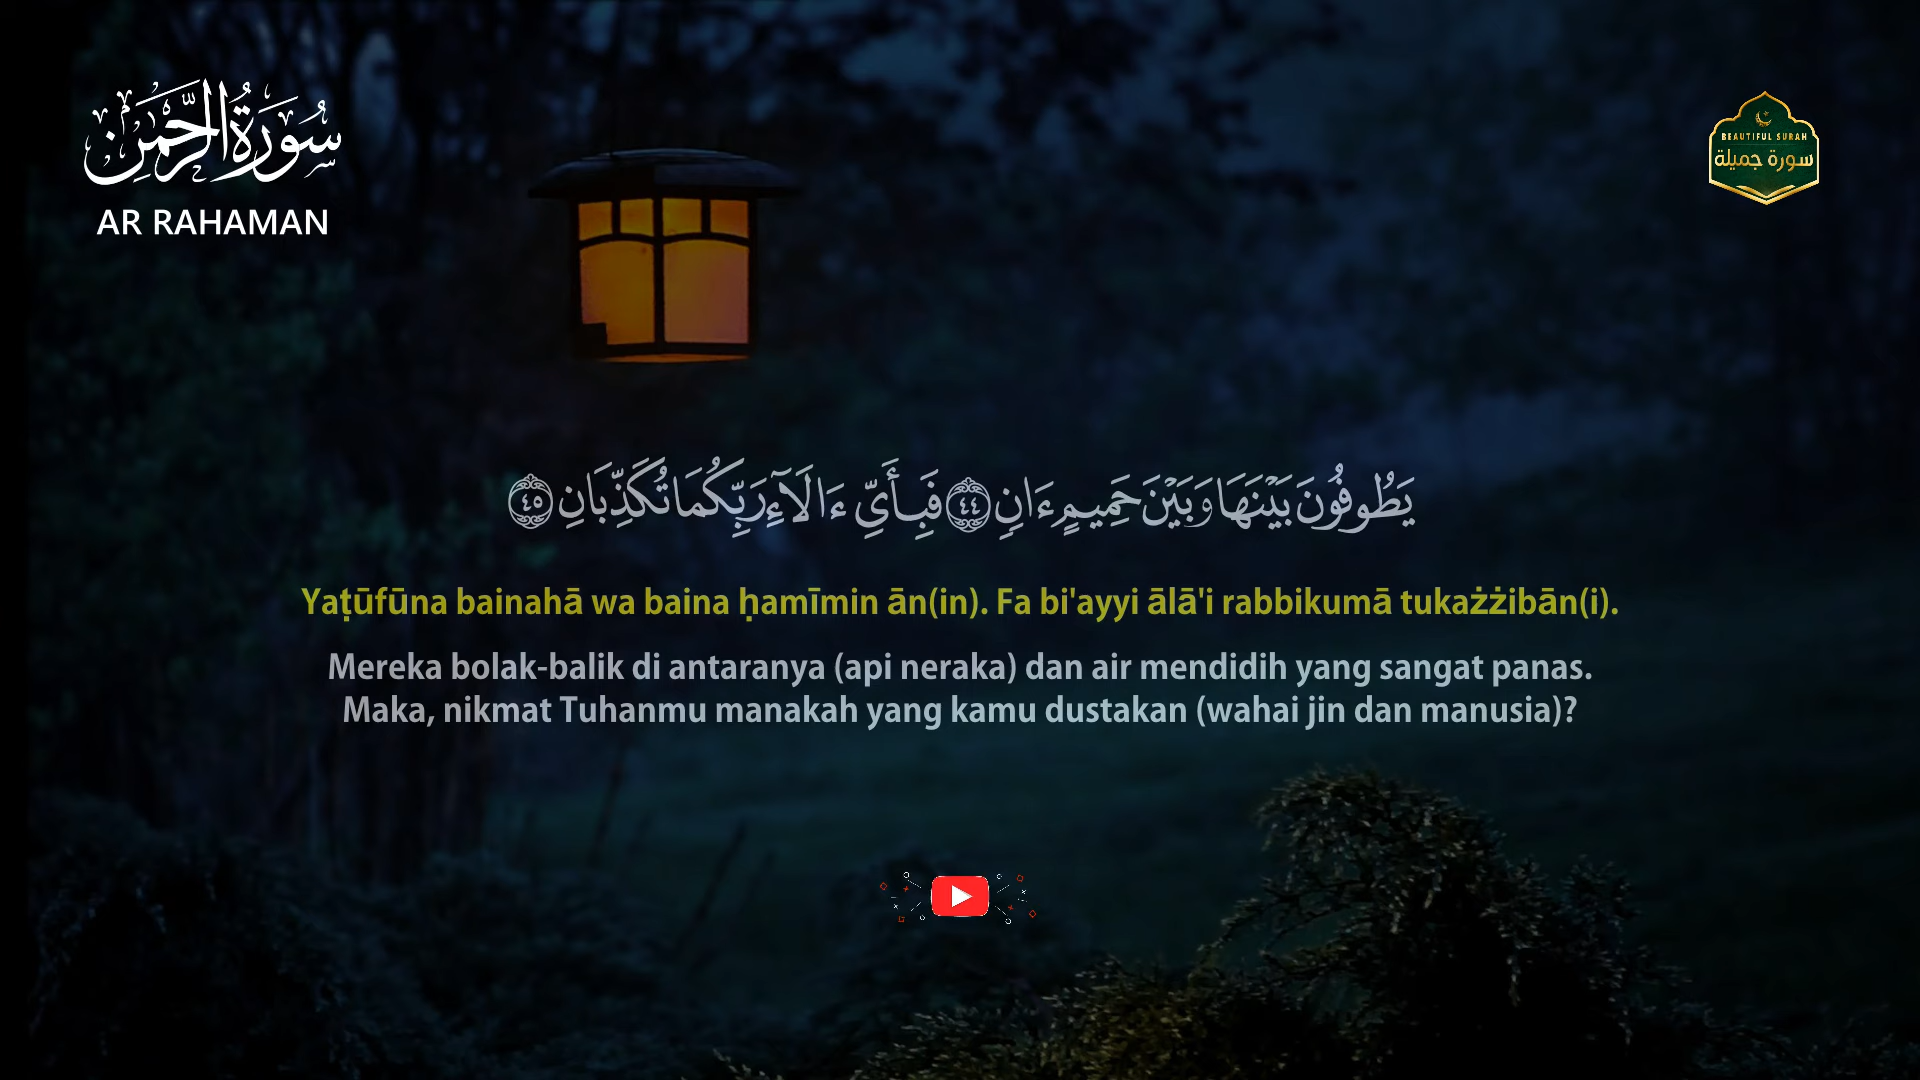 سُورَةُ الرَّحْمَٰن
AR RAHAMAN
BEAUTIFUL SURAH
سورة جميلة
يَطُوفُونَ بَيْنَهَا وَبَيْنَ حَمِيمٍ ءَانٍ ٤٤ فَبِأَيِّ ءَالَآءِ رَبِّكُمَا تُكَذِّبَانِ ٤٥
Yaṭūfūna bainahā wa baina ḥamīmin ān(in). Fa bi'ayyi ālā'i rabbikumā tukażżibān(i).
Mereka bolak-balik di antaranya (api neraka) dan air mendidih yang sangat panas.
Maka, nikmat Tuhanmu manakah yang kamu dustakan (wahai jin dan manusia)?